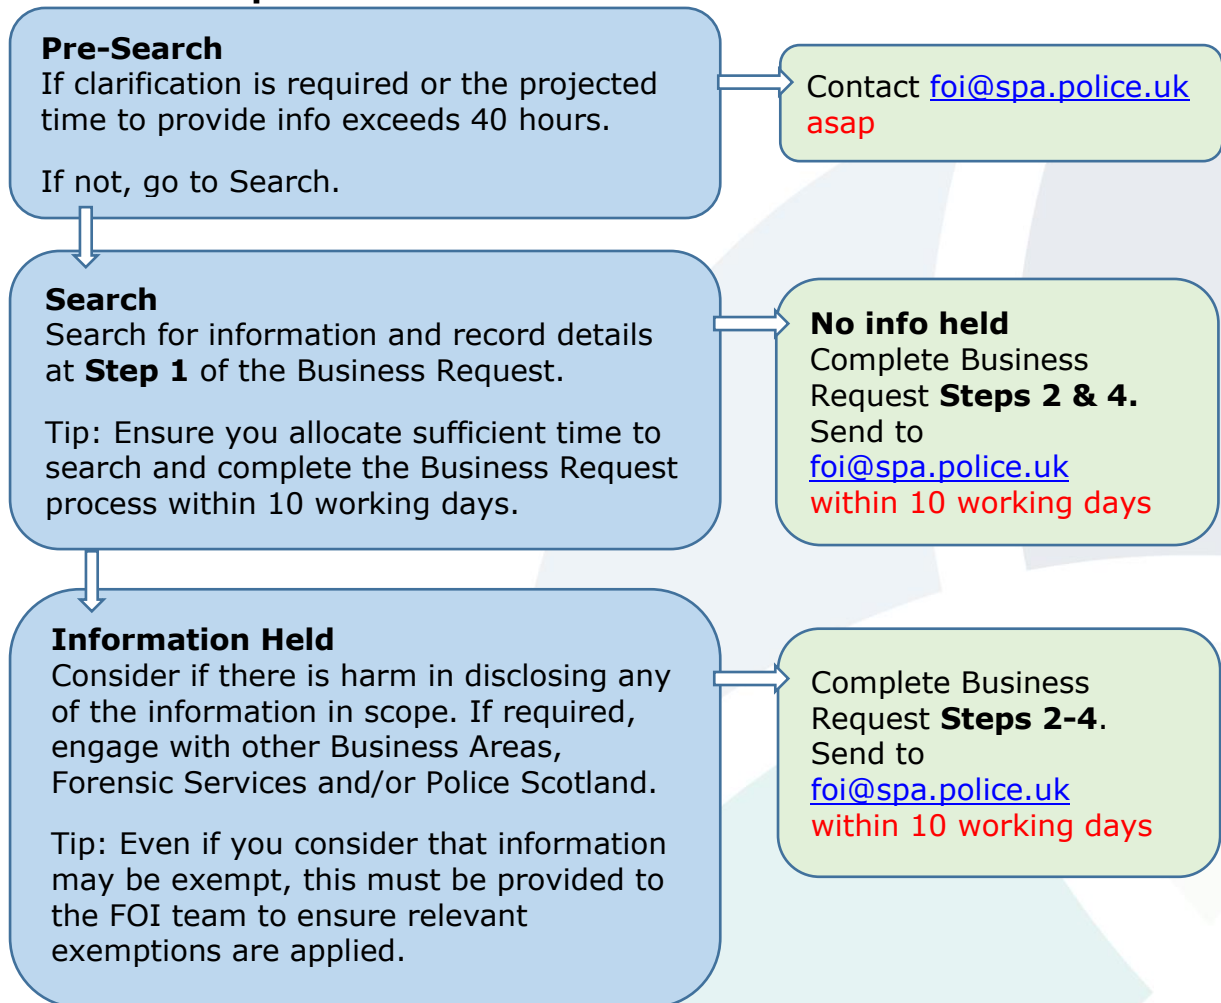 Pre-Search
If clarification is required or the projected
time to provide info exceeds 40 hours.
If not, go to Search.
Contact foi@spa.police.uk
asap
Search
Search for information and record details
at Step 1 of the Business Request.
Tip: Ensure you allocate sufficient time to
search and complete the Business Request
process within 10 working days.
No info held
Complete Business
Request Steps 2 & 4.
Send to
foi@spa.police.uk
within 10 working days
Information Held
Consider if there is harm in disclosing any
of the information in scope. If required,
engage with other Business Areas,
Forensic Services and/or Police Scotland.
Tip: Even if you consider that information
may be exempt, this must be provided to
the FOI team to ensure relevant
exemptions are applied.
Complete Business
Request Steps 2-4.
Send to
foi@spa.police.uk
within 10 working days